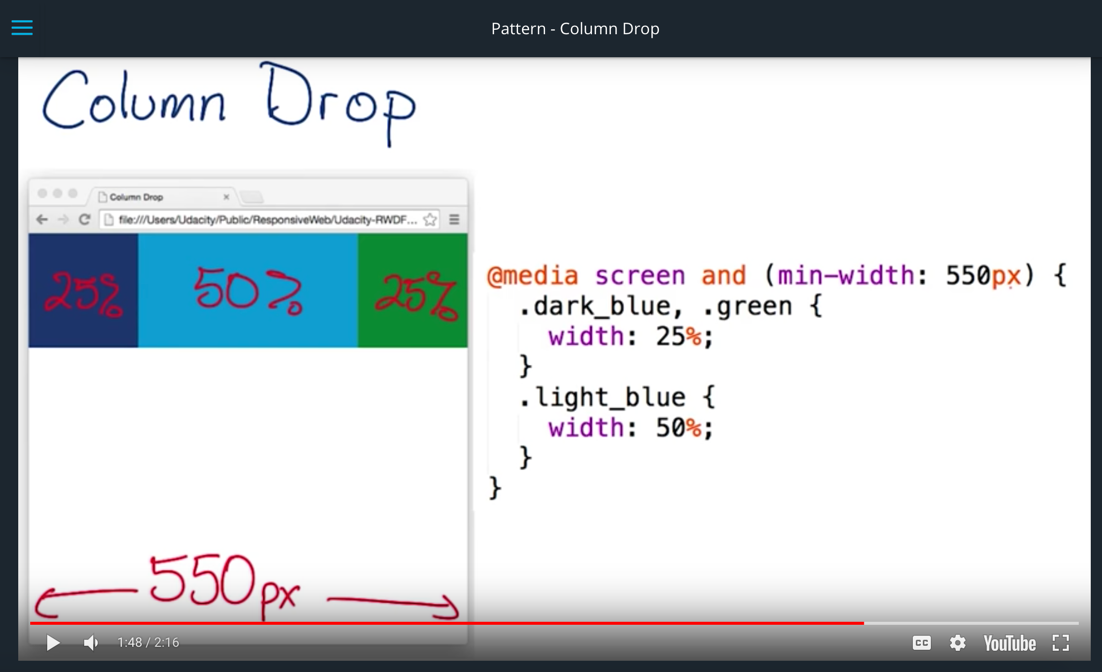 Pattern - Column Drop
Column Drop
Column Drop
file:///Users/Udacity/Public/ResponsiveWeb/Udacity-RWDF...
25% 50% 25%
@media screen and (min-width: 550px) {
.dark_blue, .green {
width: 25%;
}
.light_blue {
width: 50%;
}
}
550px
1:48 / 2:16
CC
YouTube